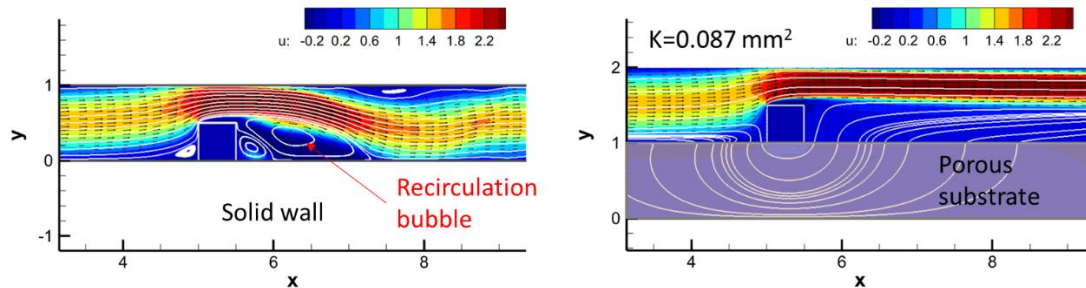 u: -0.2 0.2 0.6 1 1.4 1.8 2.2
y
1
0
-1
Recirculation
bubble
Solid wall
4 6 8
x
u: -0.2 0.2 0.6 1 1.4 1.8 2.2
K=0.087 mm²
y
2
1
0
Porous
substrate
4 6 8
x